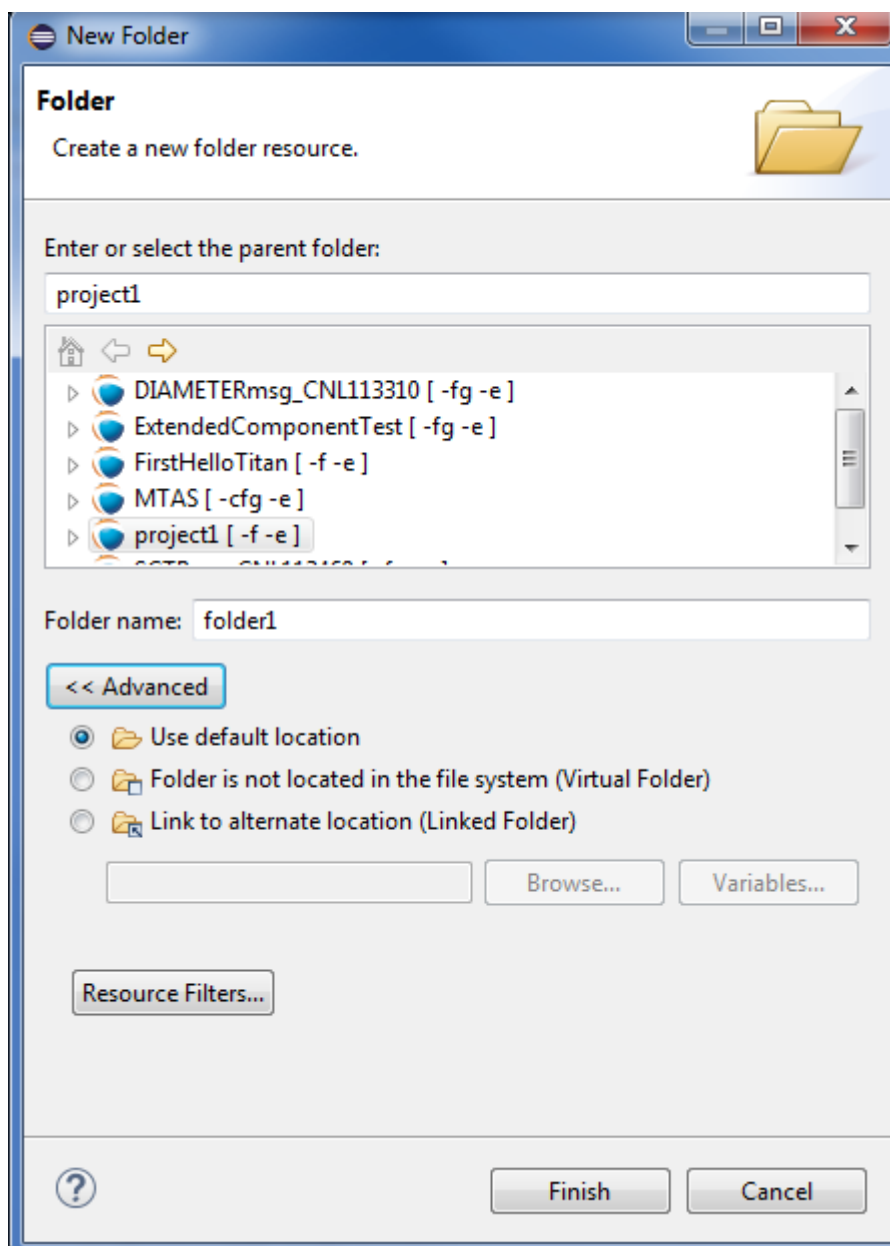 New Folder
Folder
Create a new folder resource.
Enter or select the parent folder:
project1
DIAMETERmsg_CNL113310 [ -fg -e ]
ExtendedComponentTest [ -fg -e ]
FirstHelloTitan [ -f -e ]
MTAS [ -cfg -e ]
project1 [ -f -e ]
Folder name: folder1
<< Advanced
Use default location
Folder is not located in the file system (Virtual Folder)
Link to alternate location (Linked Folder)
Browse... Variables...
Resource Filters...
? Finish Cancel